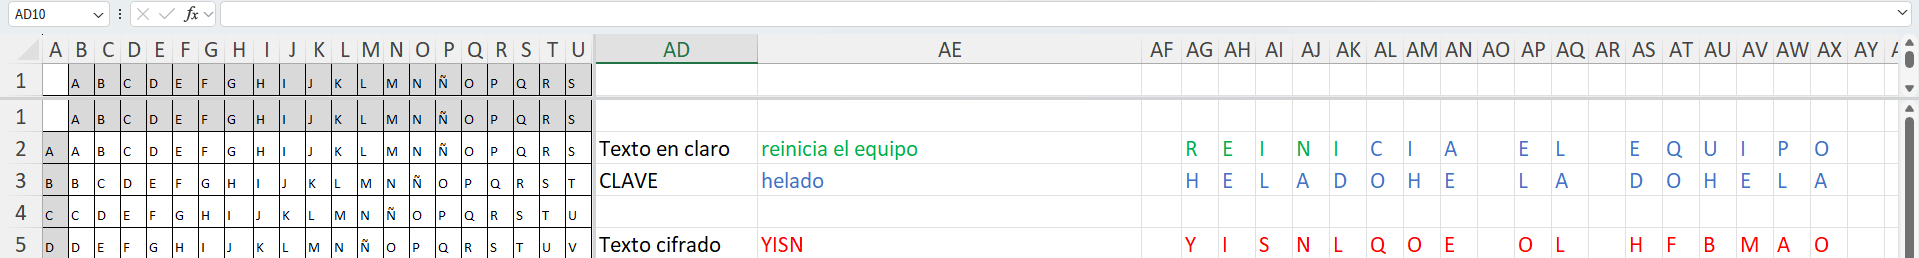 AD10 fx
A B C D E F G H I J K L M N O P Q R S T U AD AE AF AG AH AI AJ AK AL AM AN AO AP AQ AR AS AT AU AV AW AX AY
1 A B C D E F G H I J K L M N Ñ O P Q R S
1 A B C D E F G H I J K L M N Ñ O P Q R S
2 A A B C D E F G H I J K L M N Ñ O P Q R S Texto en claro reinicia el equipo R E I N I C I A E L E Q U I P O
3 B B C D E F G H I J K L M N Ñ O P Q R S T CLAVE helado H E L A D O H E L A D O H E L A
4 C C D E F G H I J K L M N Ñ O P Q R S T U
5 D D E F G H I J K L M N Ñ O P Q R S T U V Texto cifrado YISN Y I S N L Q O E O L H F B M A O